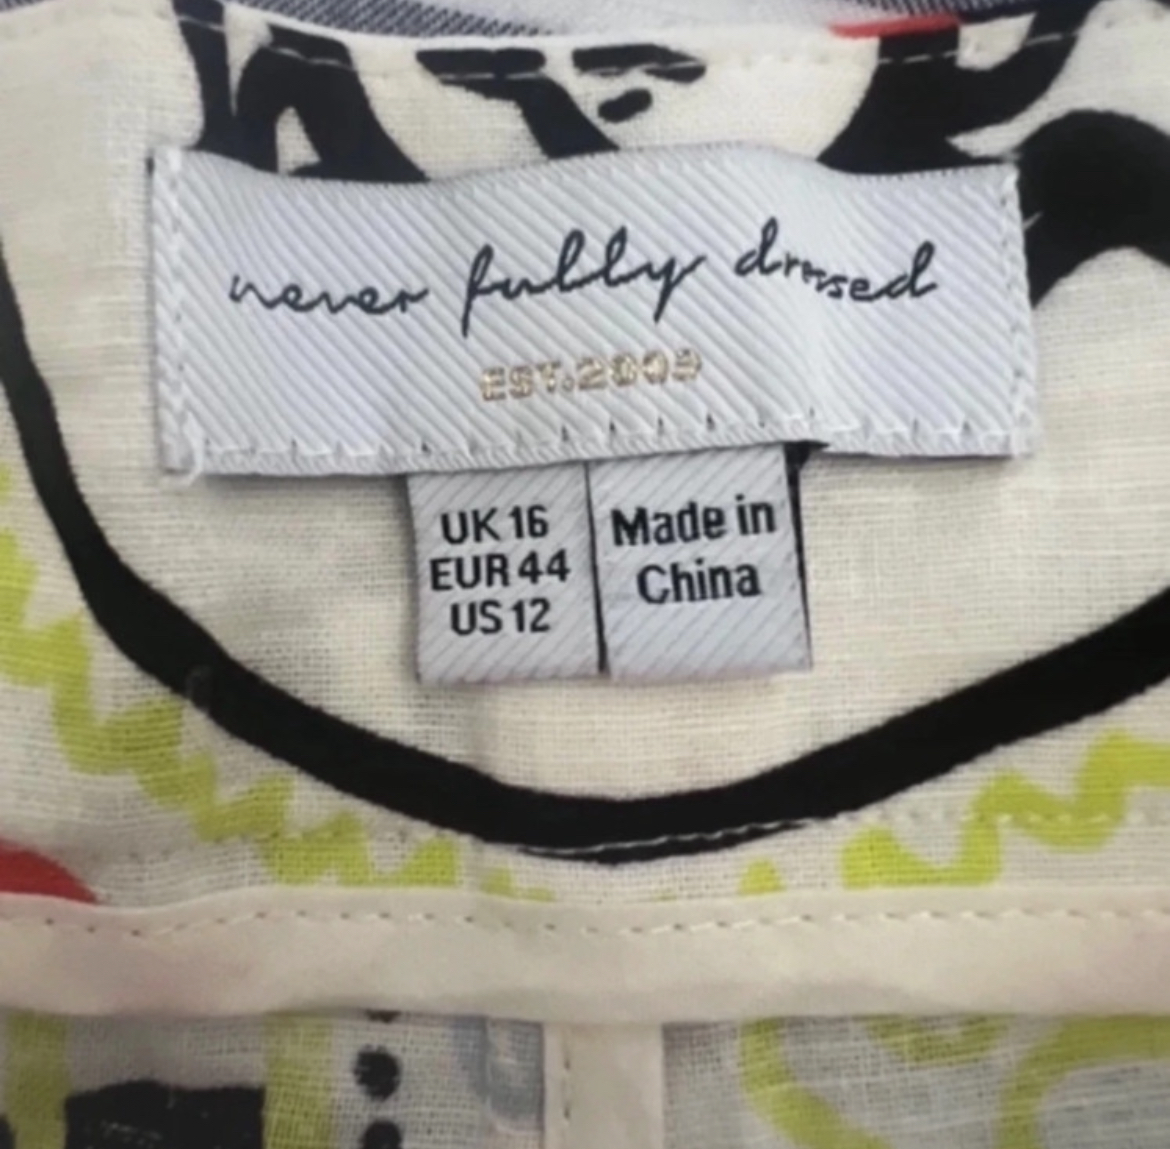 never fully dressed
EST.2009
UK 16
EUR 44
US 12
Made in
China